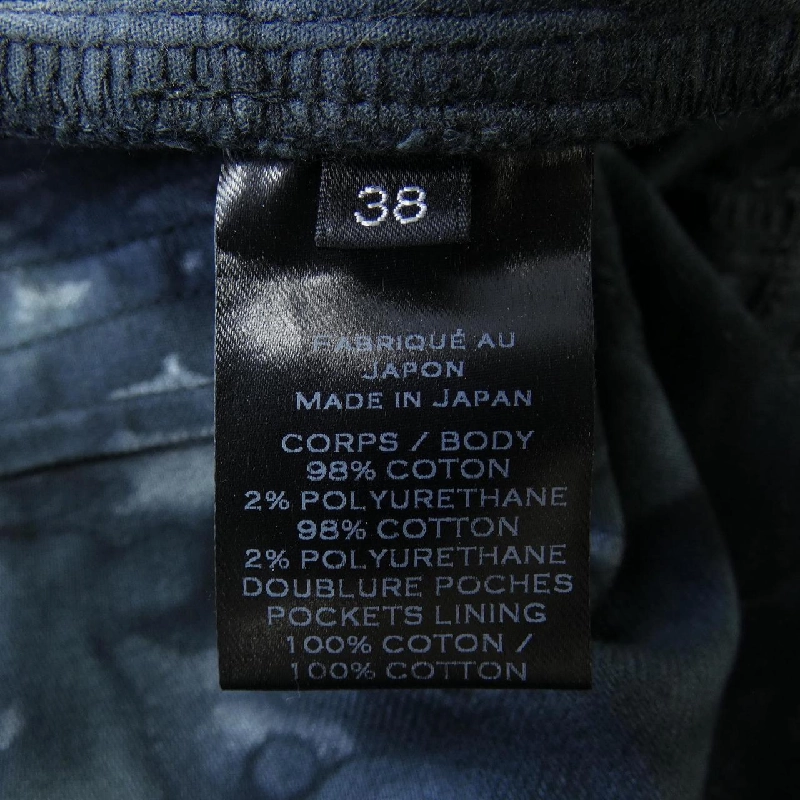 38
FABRIQUÉ AU
JAPON
MADE IN JAPAN
CORPS / BODY
98% COTON
2% POLYURETHANE
98% COTTON
2% POLYURETHANE
DOUBLURE POCHES
POCKETS LINING
100% COTON /
100% COTTON